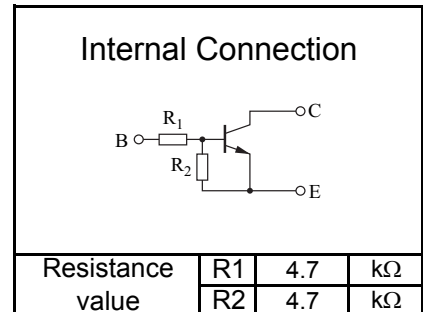 Internal Connection
C
R1
B
R2
E
Resistance value R1 4.7 kΩ
R2 4.7 kΩ